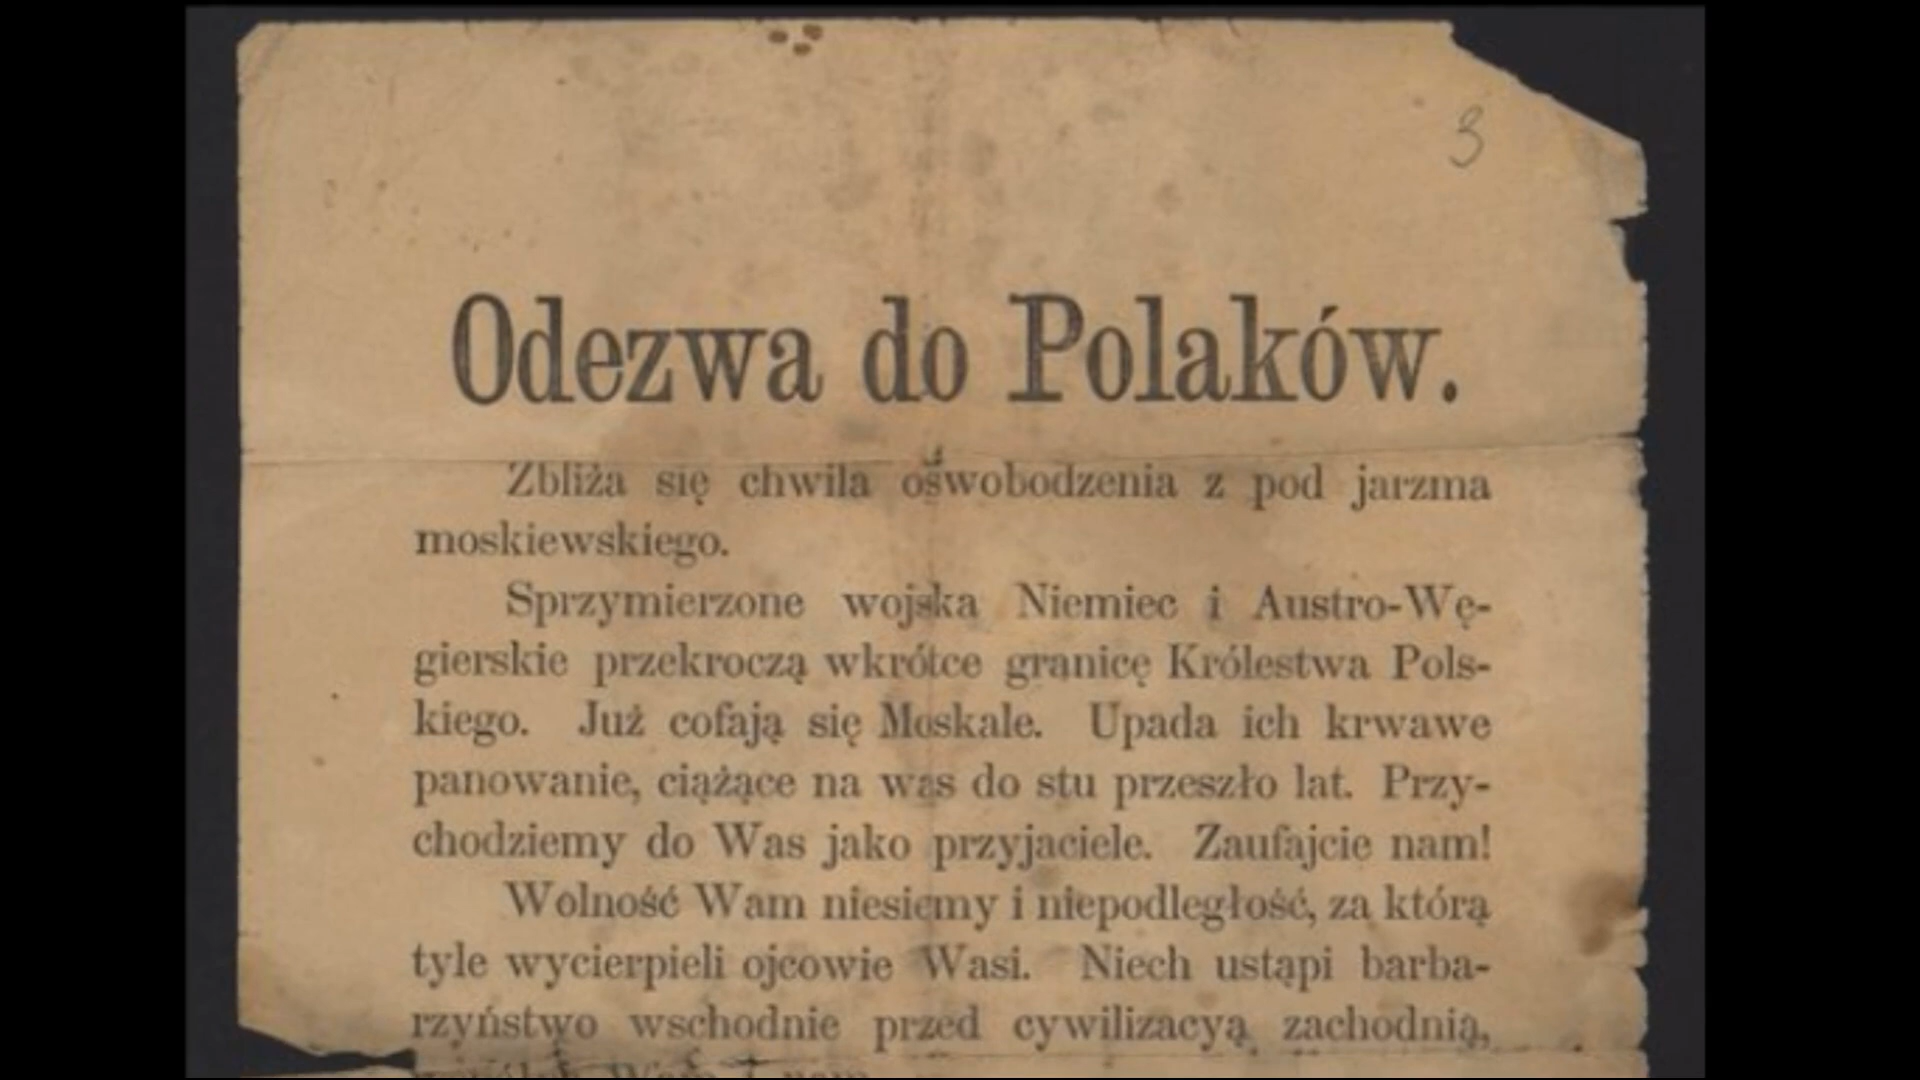 3
Odezwa do Polaków.
Zbliża się chwila oswobodzenia z pod jarzma
moskiewskiego.
Sprzymierzone wojska Niemiec i Austro-Wę-
gierskie przekroczą wkrótce granicę Królestwa Pols-
kiego. Już cofają się Moskale. Upada ich krwawe
panowanie, ciążące na was do stu przeszło lat. Przy-
chodziemy do Was jako przyjaciele. Zaufajcie nam!
Wolność Wam niesiemy i niepodległość, za którą
tyle wycierpieli ojcowie Wasi. Niech ustąpi barba-
rzyństwo wschodnie przed cywilizacyą zachodnią,
Wam i nam